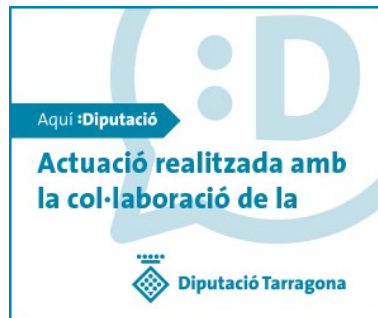 :D
Aquí :Diputació
Actuació realitzada amb
la col·laboració de la
Diputació Tarragona